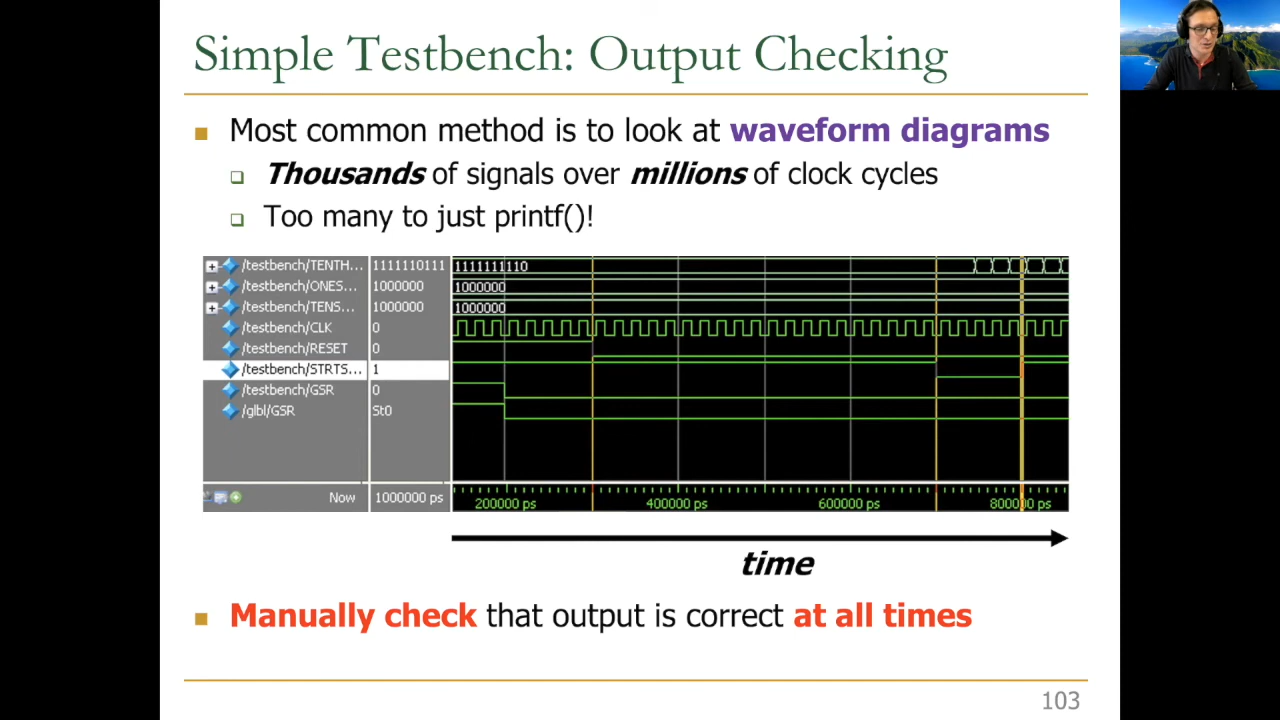 Simple Testbench: Output Checking
Most common method is to look at waveform diagrams
Thousands of signals over millions of clock cycles
Too many to just printf()!
/testbench/TENTH... 1111110111 1111111110
/testbench/ONES... 1000000 1000000
/testbench/TENS... 1000000 1000000
/testbench/CLK 0
/testbench/RESET 0
/testbench/STRTS... 1
/testbench/GSR 0
/glbl/GSR St0
Now 1000000 ps 200000 ps 400000 ps 600000 ps 800000 ps
time
Manually check that output is correct at all times
103